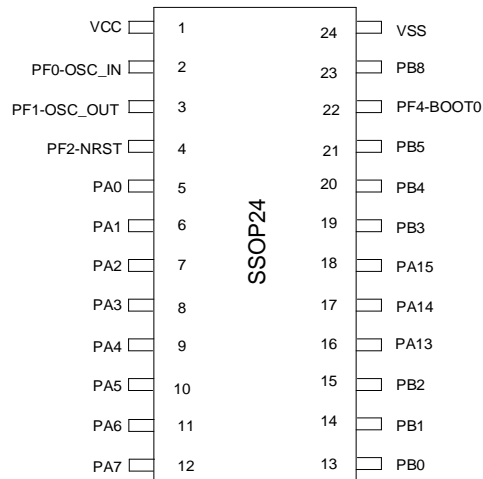 VCC 1 24 VSS
PF0-OSC_IN 2 23 PB8
PF1-OSC_OUT 3 22 PF4-BOOT0
PF2-NRST 4 21 PB5
PA0 5 20 PB4
PA1 6 19 PB3
PA2 7 18 PA15
PA3 8 17 PA14
PA4 9 16 PA13
PA5 10 15 PB2
PA6 11 14 PB1
PA7 12 13 PB0
SSOP24